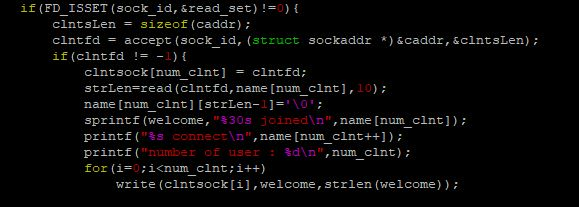 if(FD_ISSET(sock_id,&read_set)!=0){
clntsLen = sizeof(caddr);
clntfd = accept(sock_id,(struct sockaddr *)&caddr,&clntsLen);
if(clntfd != -1){
clntsock[num_clnt] = clntfd;
strLen=read(clntfd,name[num_clnt],10);
name[num_clnt][strLen-1]='\0';
sprintf(welcome,"%30s joined\n",name[num_clnt]);
printf("%s connect\n",name[num_clnt++]);
printf("number of user : %d\n",num_clnt);
for(i=0;i<num_clnt;i++)
write(clntsock[i],welcome,strlen(welcome));